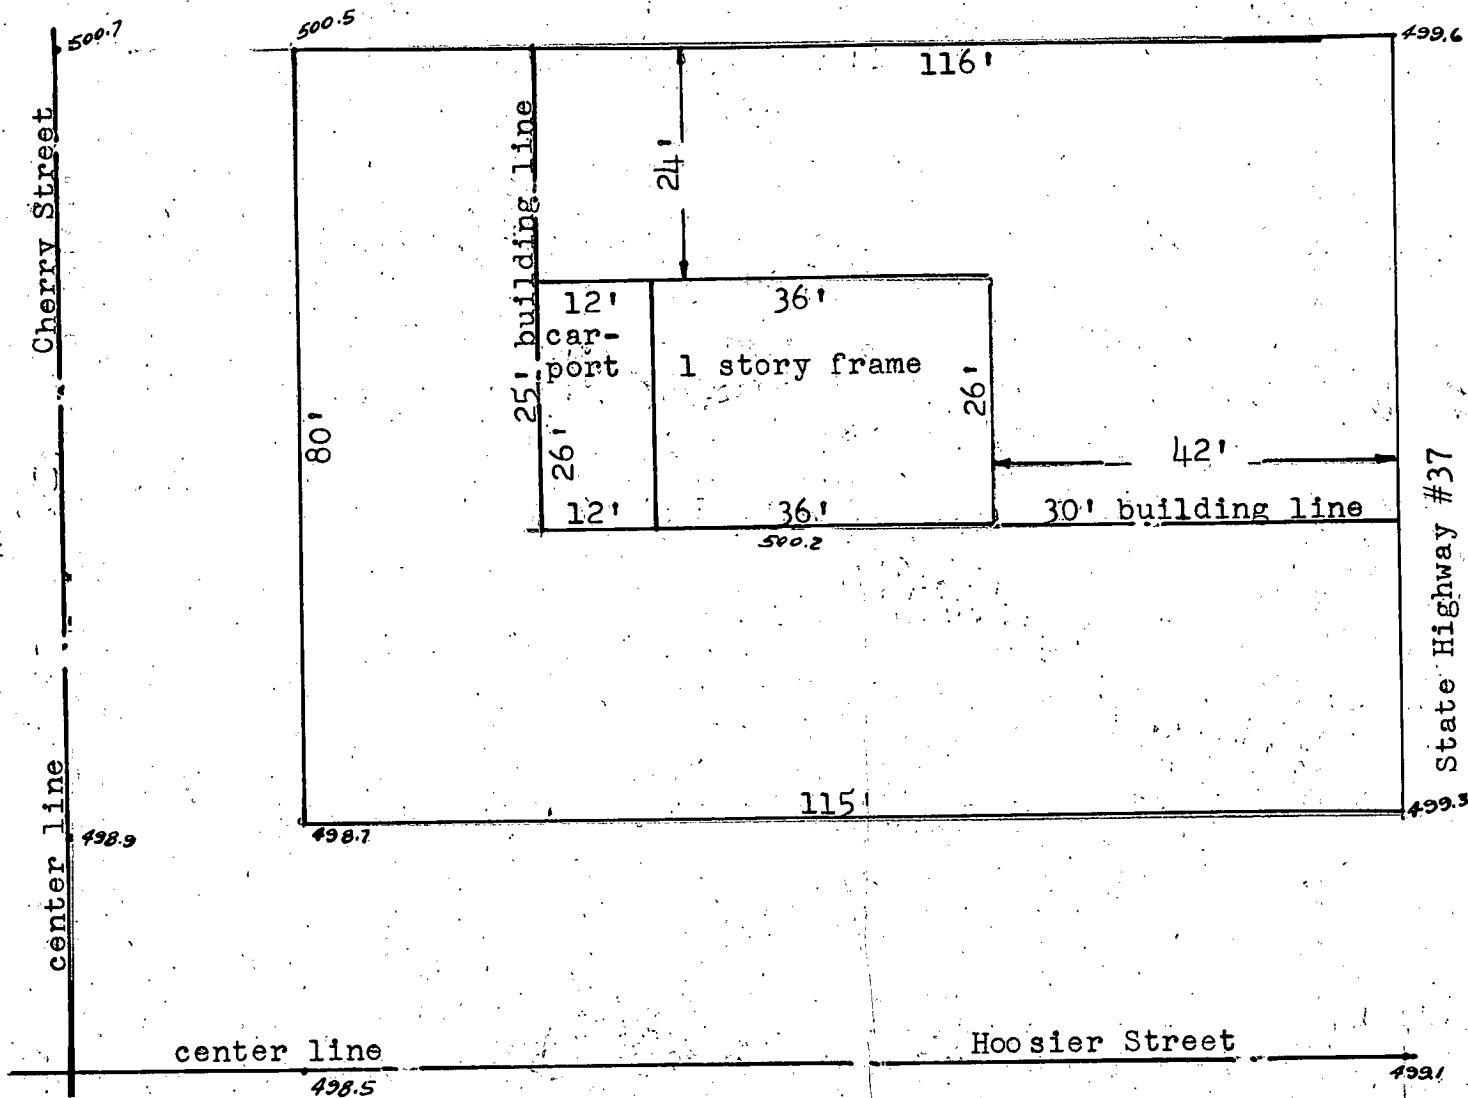 500.7
500.5
499.6
116'
Cherry Street
25' building line
24'
12'
36'
car-
port
1 story frame
26'
26'
80'
42'
12'
36'
30' building line
500.2
State Highway #37
115'
499.3
498.7
498.9
center line
center line
Hoosier Street
498.5
499.1